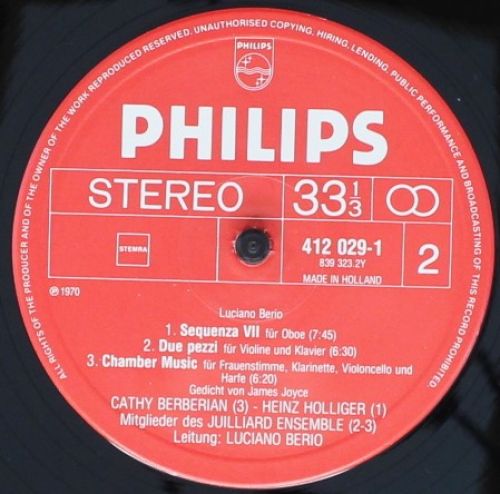 ALL RIGHTS OF THE PRODUCER AND OF THE OWNER OF THE WORK REPRODUCED RESERVED. UNAUTHORISED COPYING, HIRING, LENDING, PUBLIC PERFORMANCE AND BROADCASTING OF THIS RECORD PROHIBITED.
PHILIPS
PHILIPS
STEREO
33⅓
STEMRA
412 029-1
839 323.2Y
2
MADE IN HOLLAND
℗ 1970
Luciano Berio
1. Sequenza VII für Oboe (7:45)
2. Due pezzi für Violine und Klavier (6:30)
3. Chamber Music für Frauenstimme, Klarinette, Violoncello und
Harfe (6:20)
Gedicht von James Joyce
CATHY BERBERIAN (3) - HEINZ HOLLIGER (1)
Mitglieder des JUILLIARD ENSEMBLE (2-3)
Leitung: LUCIANO BERIO